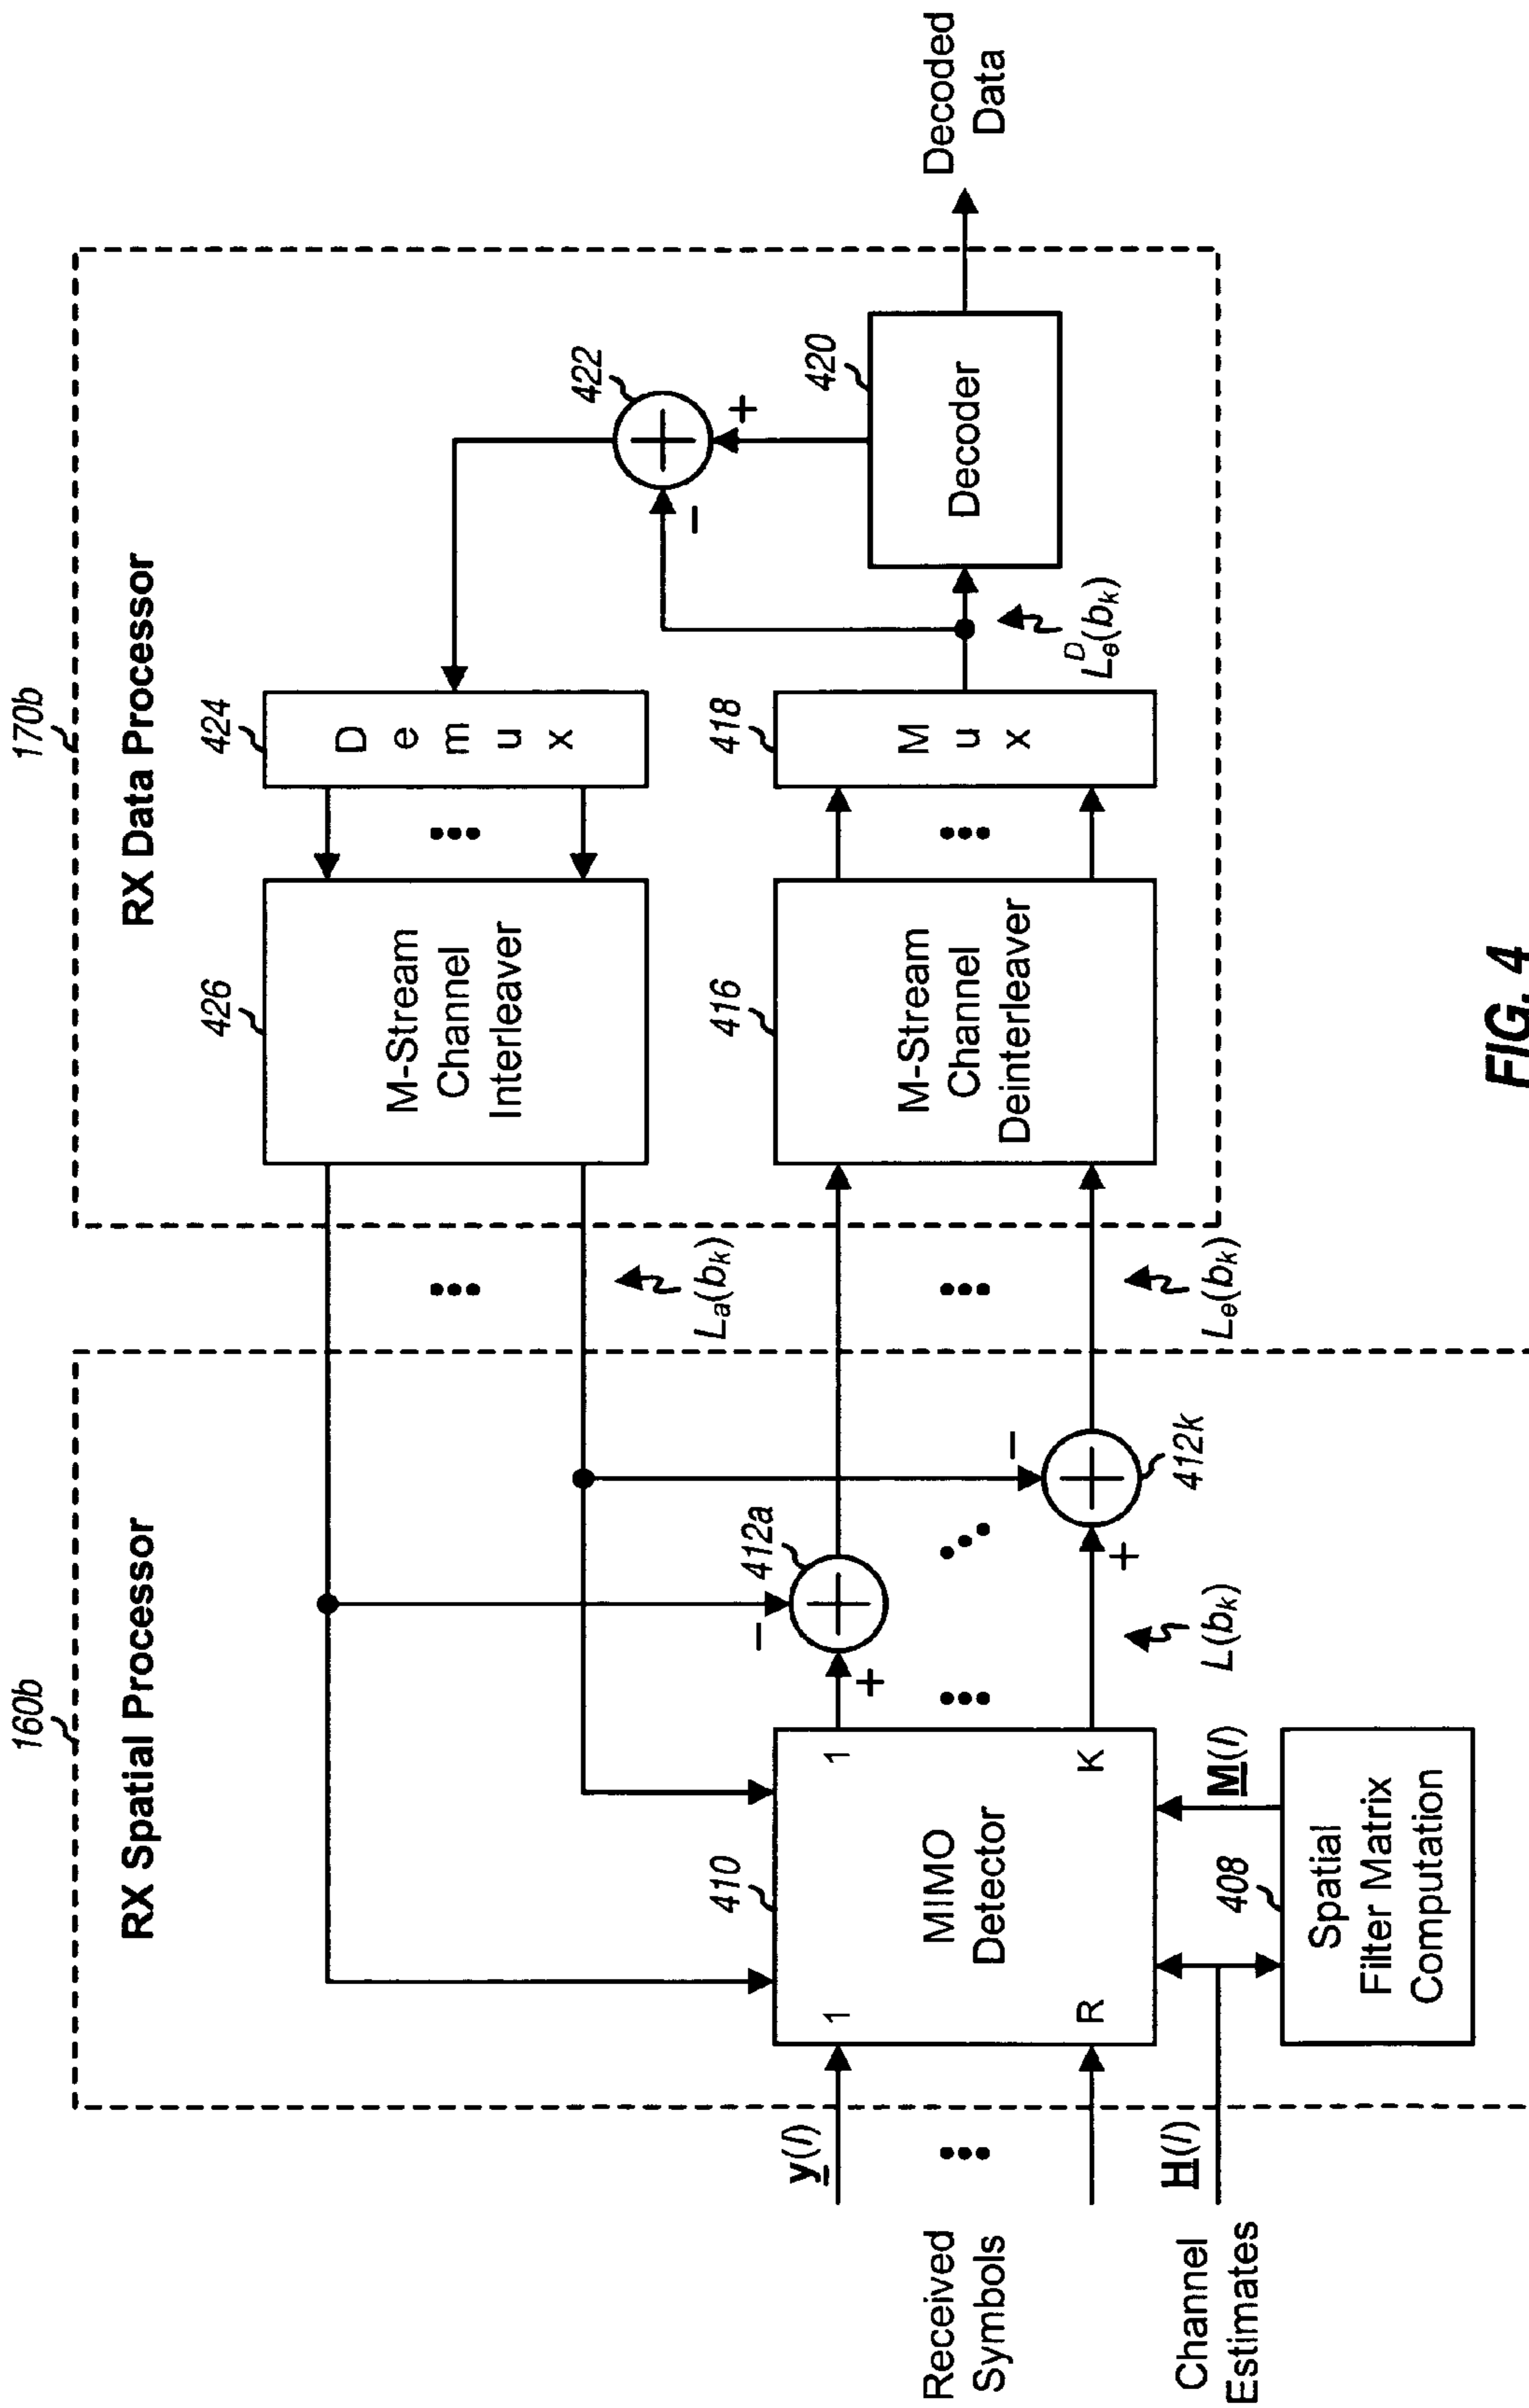 160b
170b
RX Spatial Processor
RX Data Processor
426
M-Stream
Channel
Interleaver
424
D
e
m
u
x
422
+
−
L_a(b_k)
412a
−
+
412k
−
+
410
1
1
MIMO
Detector
R
K
y(l)
Received
Symbols
H(l)
Channel
Estimates
M(l)
408
Spatial
Filter Matrix
Computation
L(b_k)
L_e(b_k)
416
M-Stream
Channel
Deinterleaver
418
M
u
x
L_e^D(b_k)
420
Decoder
Decoded
Data
FIG. 4